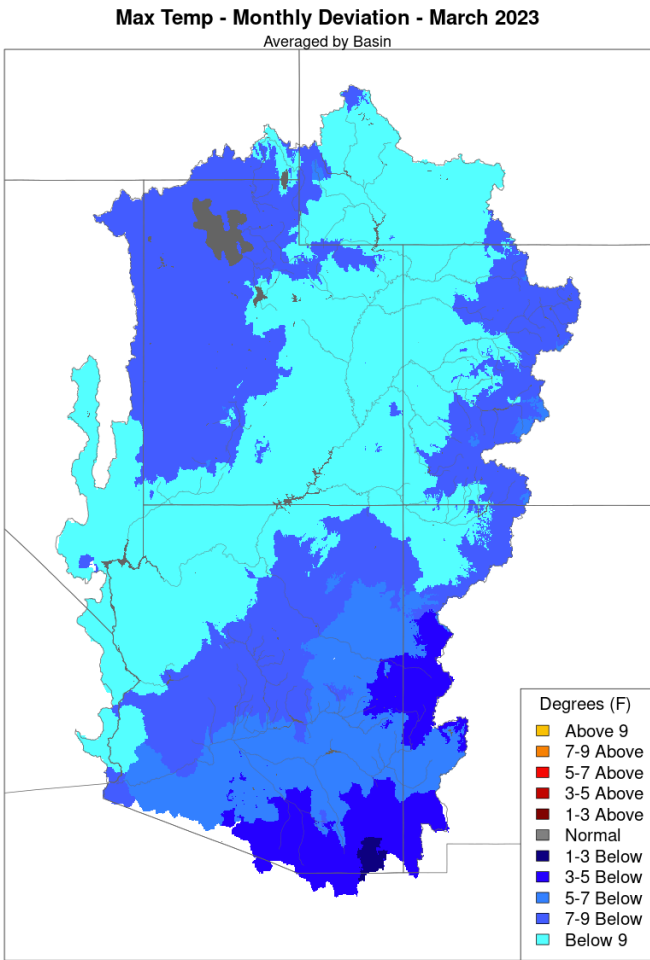 Max Temp - Monthly Deviation - March 2023
Averaged by Basin
Degrees (F)
Above 9
7-9 Above
5-7 Above
3-5 Above
1-3 Above
Normal
1-3 Below
3-5 Below
5-7 Below
7-9 Below
Below 9